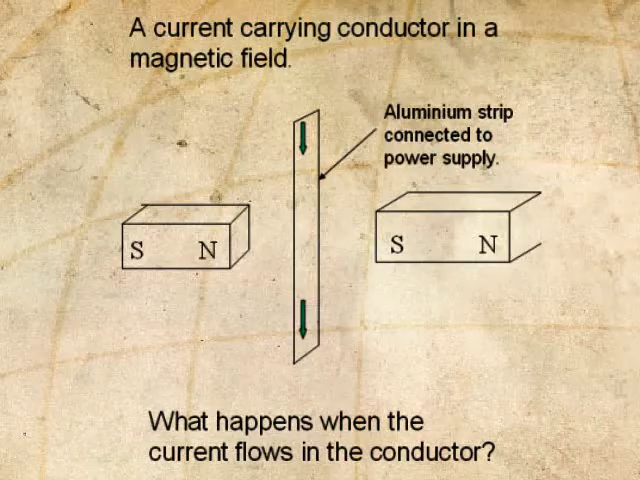 A current carrying conductor in a
magnetic field.
Aluminium strip
connected to
power supply.
S N
S N
What happens when the
current flows in the conductor?